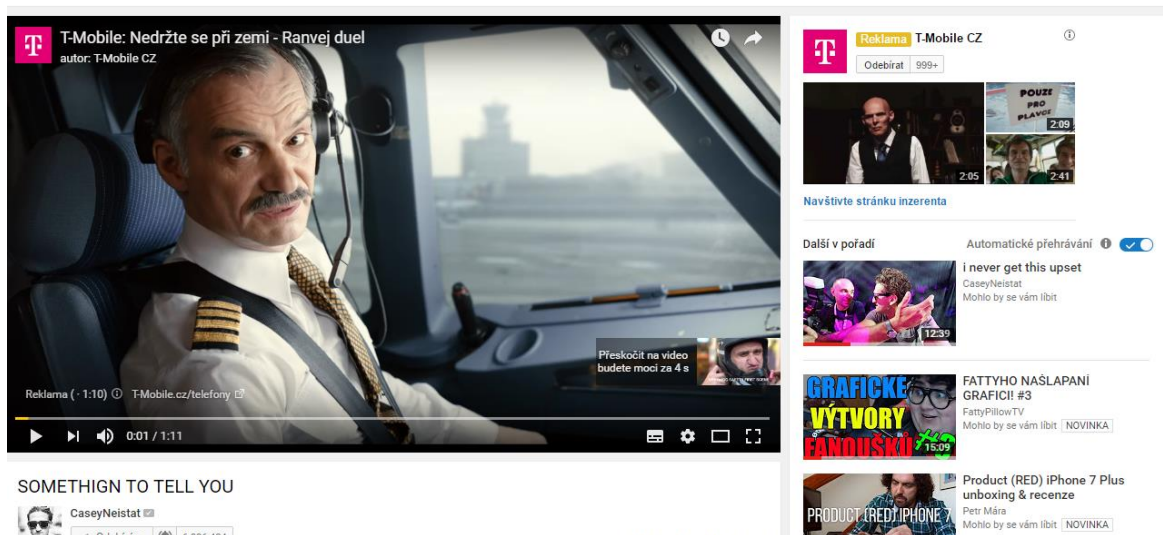 T-Mobile: Nedržte se při zemi - Ranvej duel
autor: T-Mobile CZ
Přeskočit na video
budete moci za 4 s
Reklama ( · 1:10)
T-Mobile.cz/telefony
0:01 / 1:11
SOMETHIGN TO TELL YOU
CaseyNeistat
Reklama T-Mobile CZ
Odebírat 999+
POUZE
PRO
PLAVCE
2:09
2:05
2:41
Navštivte stránku inzerenta
Další v pořadí Automatické přehrávání
i never get this upset
CaseyNeistat
Mohlo by se vám líbit
12:39
GRAFICKÉ
VÝTVORY
FANOUŠKŮ #3
15:09
FATTYHO NAŠLAPANÍ
GRAFICI! #3
FattyPillowTV
Mohlo by se vám líbit NOVINKA
PRODUCT (RED) IPHONE 7
Product (RED) iPhone 7 Plus
unboxing & recenze
Petr Mára
Mohlo by se vám líbit NOVINKA